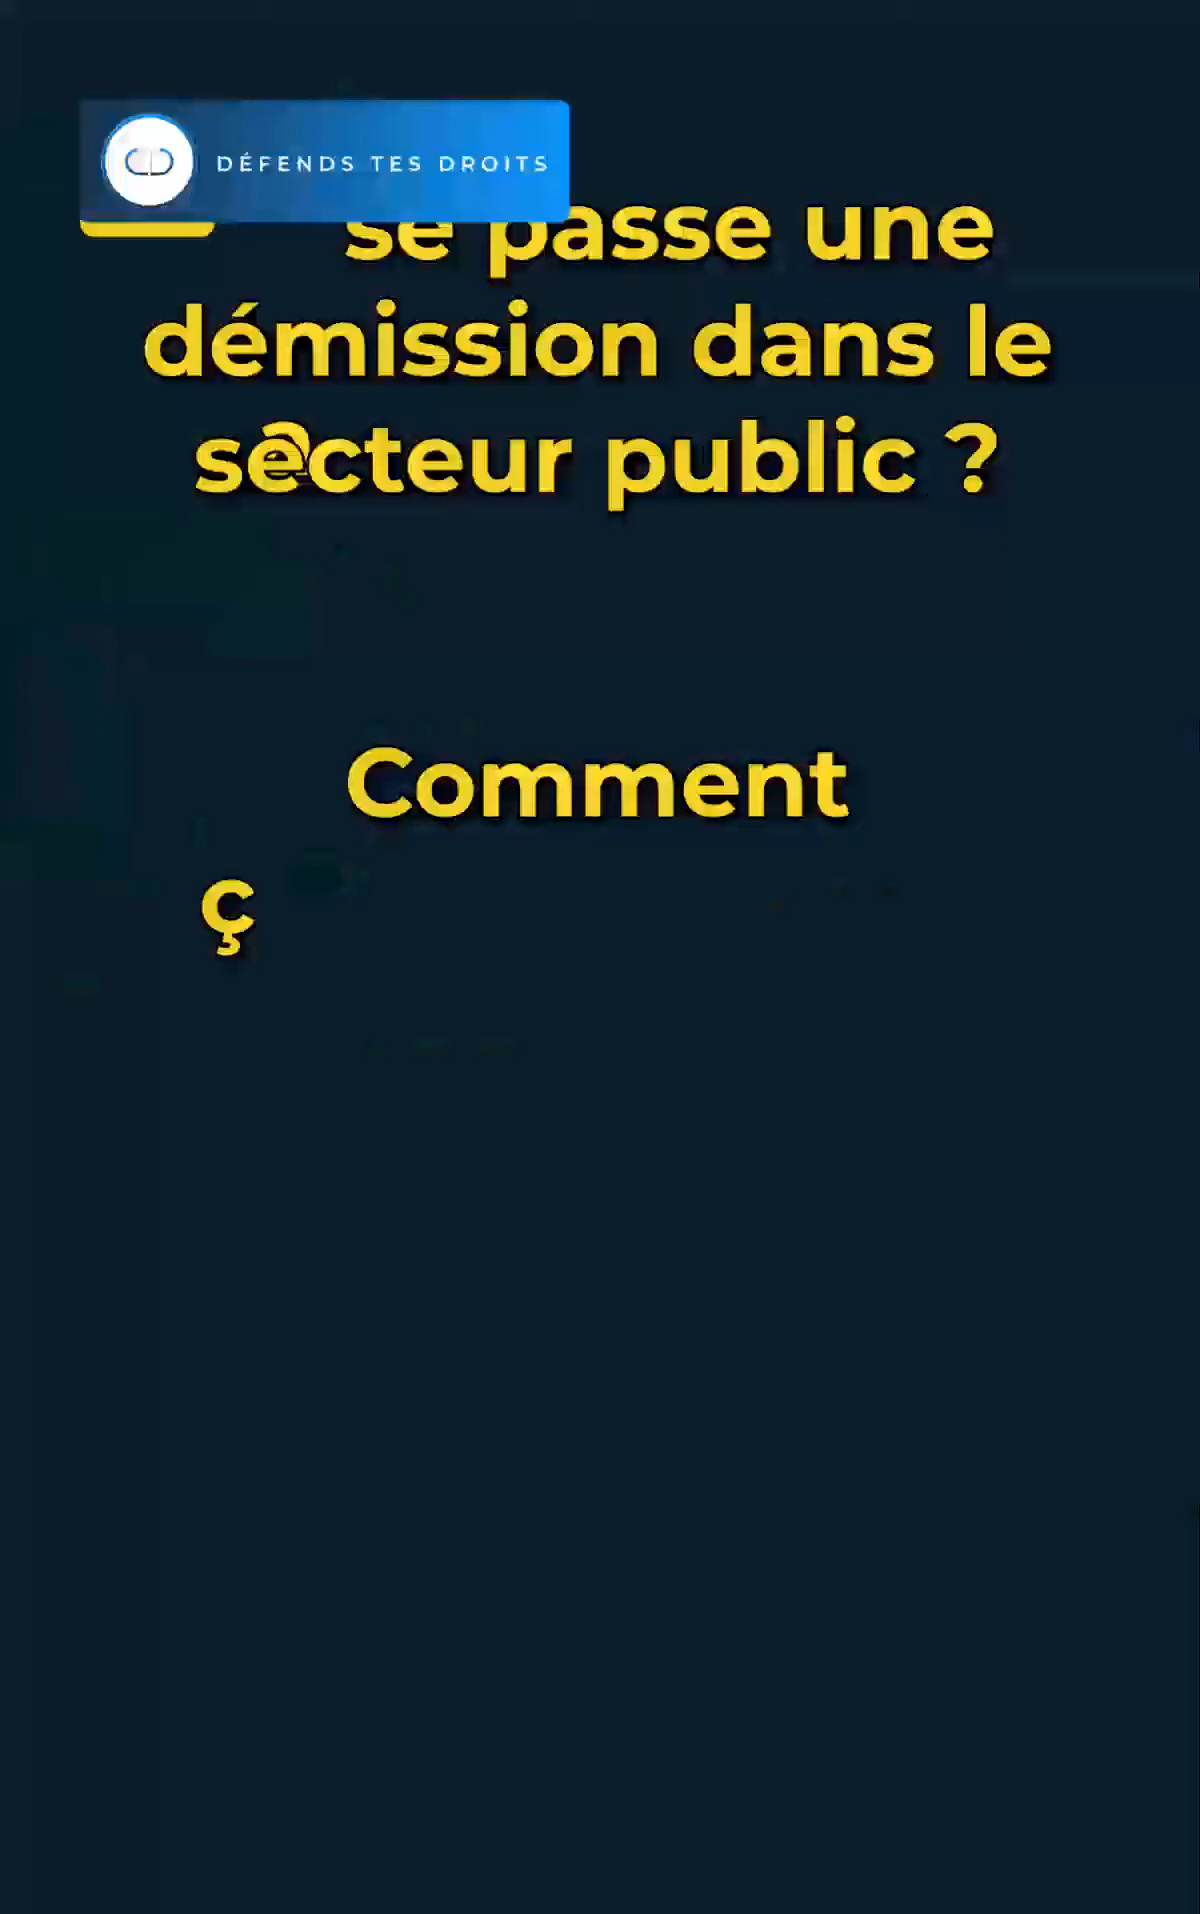 DÉFENDS TES DROITS
se passe une
démission dans le
secteur public ?
Comment
ç